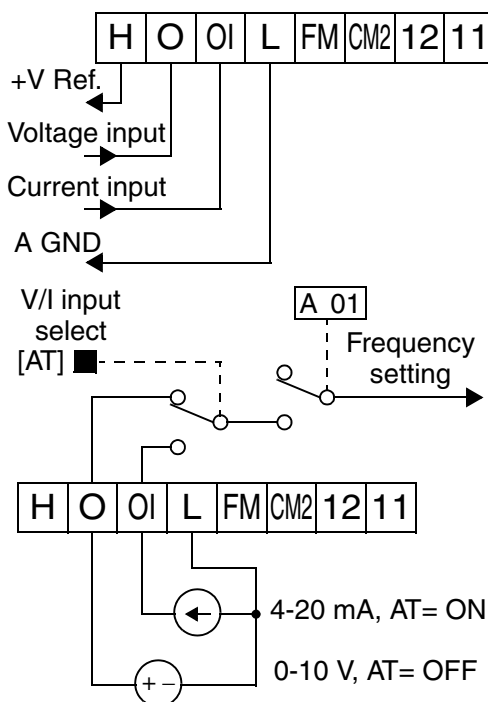 H O OI L FM CM2 12 11
+V Ref.
Voltage input
Current input
A GND
V/I input
select
[AT]
A 01
Frequency
setting
H O OI L FM CM2 12 11
4-20 mA, AT= ON
+ –
0-10 V, AT= OFF